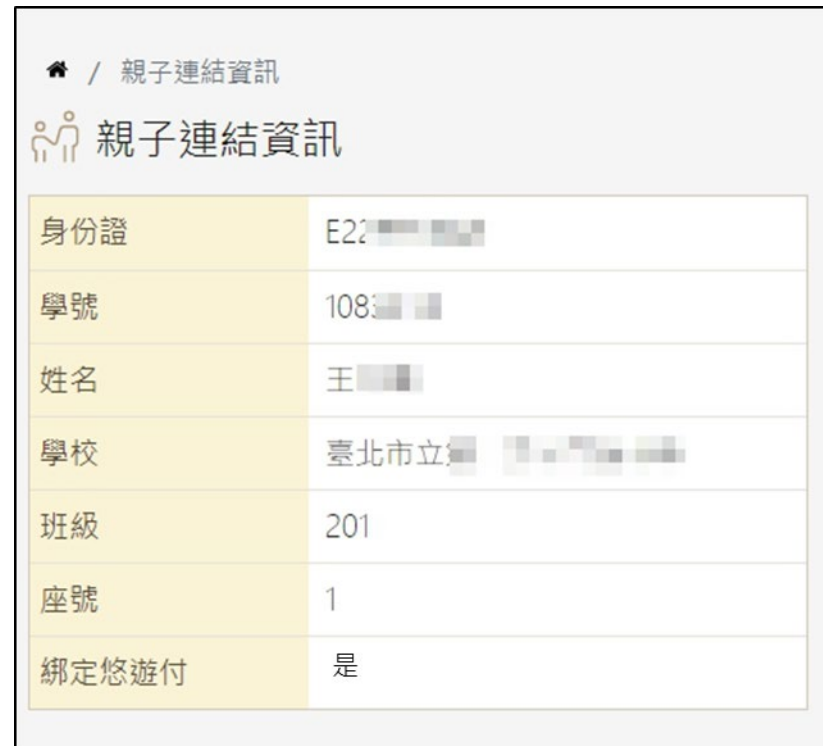 / 親子連結資訊
親子連結資訊
身份證 E22
學號 108
姓名 王
學校 臺北市立
班級 201
座號 1
綁定悠遊付 是